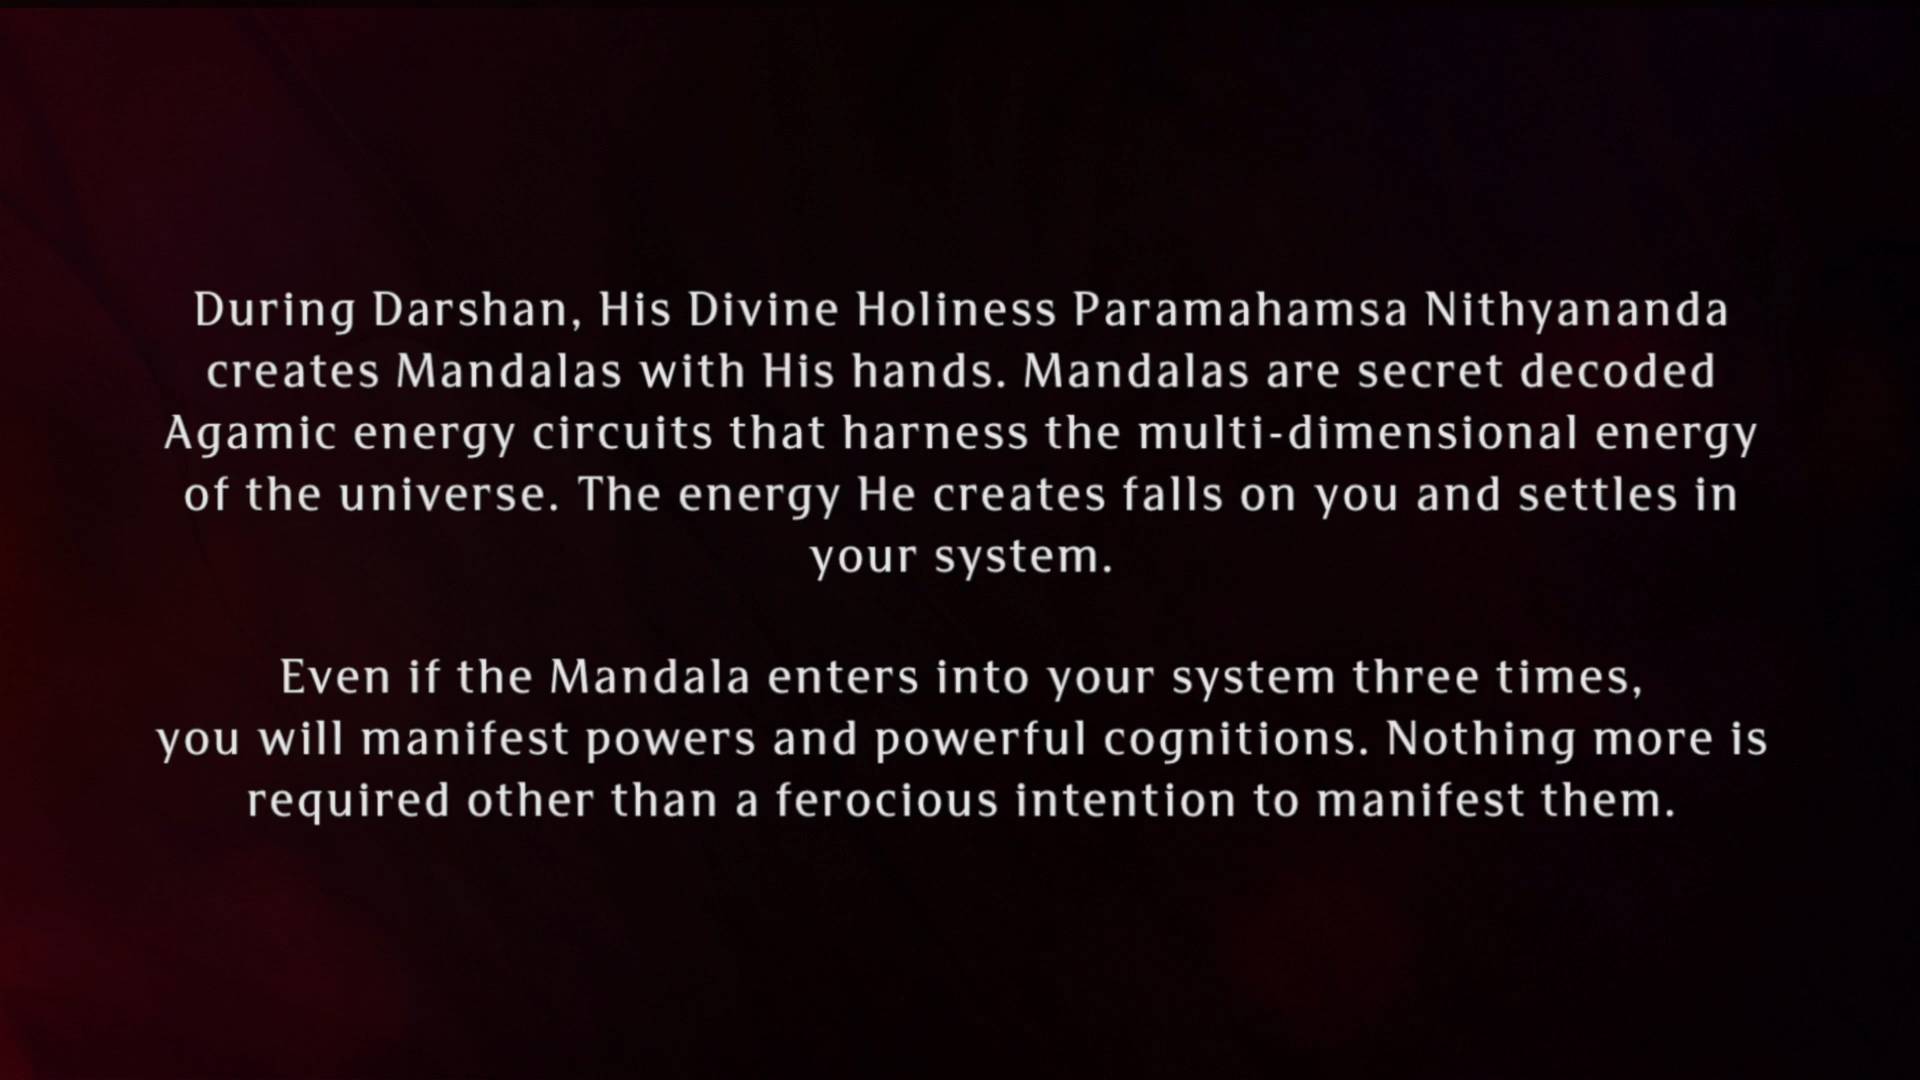 During Darshan, His Divine Holiness Paramahamsa Nithyananda
creates Mandalas with His hands. Mandalas are secret decoded
Agamic energy circuits that harness the multi-dimensional energy
of the universe. The energy He creates falls on you and settles in
your system.
Even if the Mandala enters into your system three times,
you will manifest powers and powerful cognitions. Nothing more is
required other than a ferocious intention to manifest them.